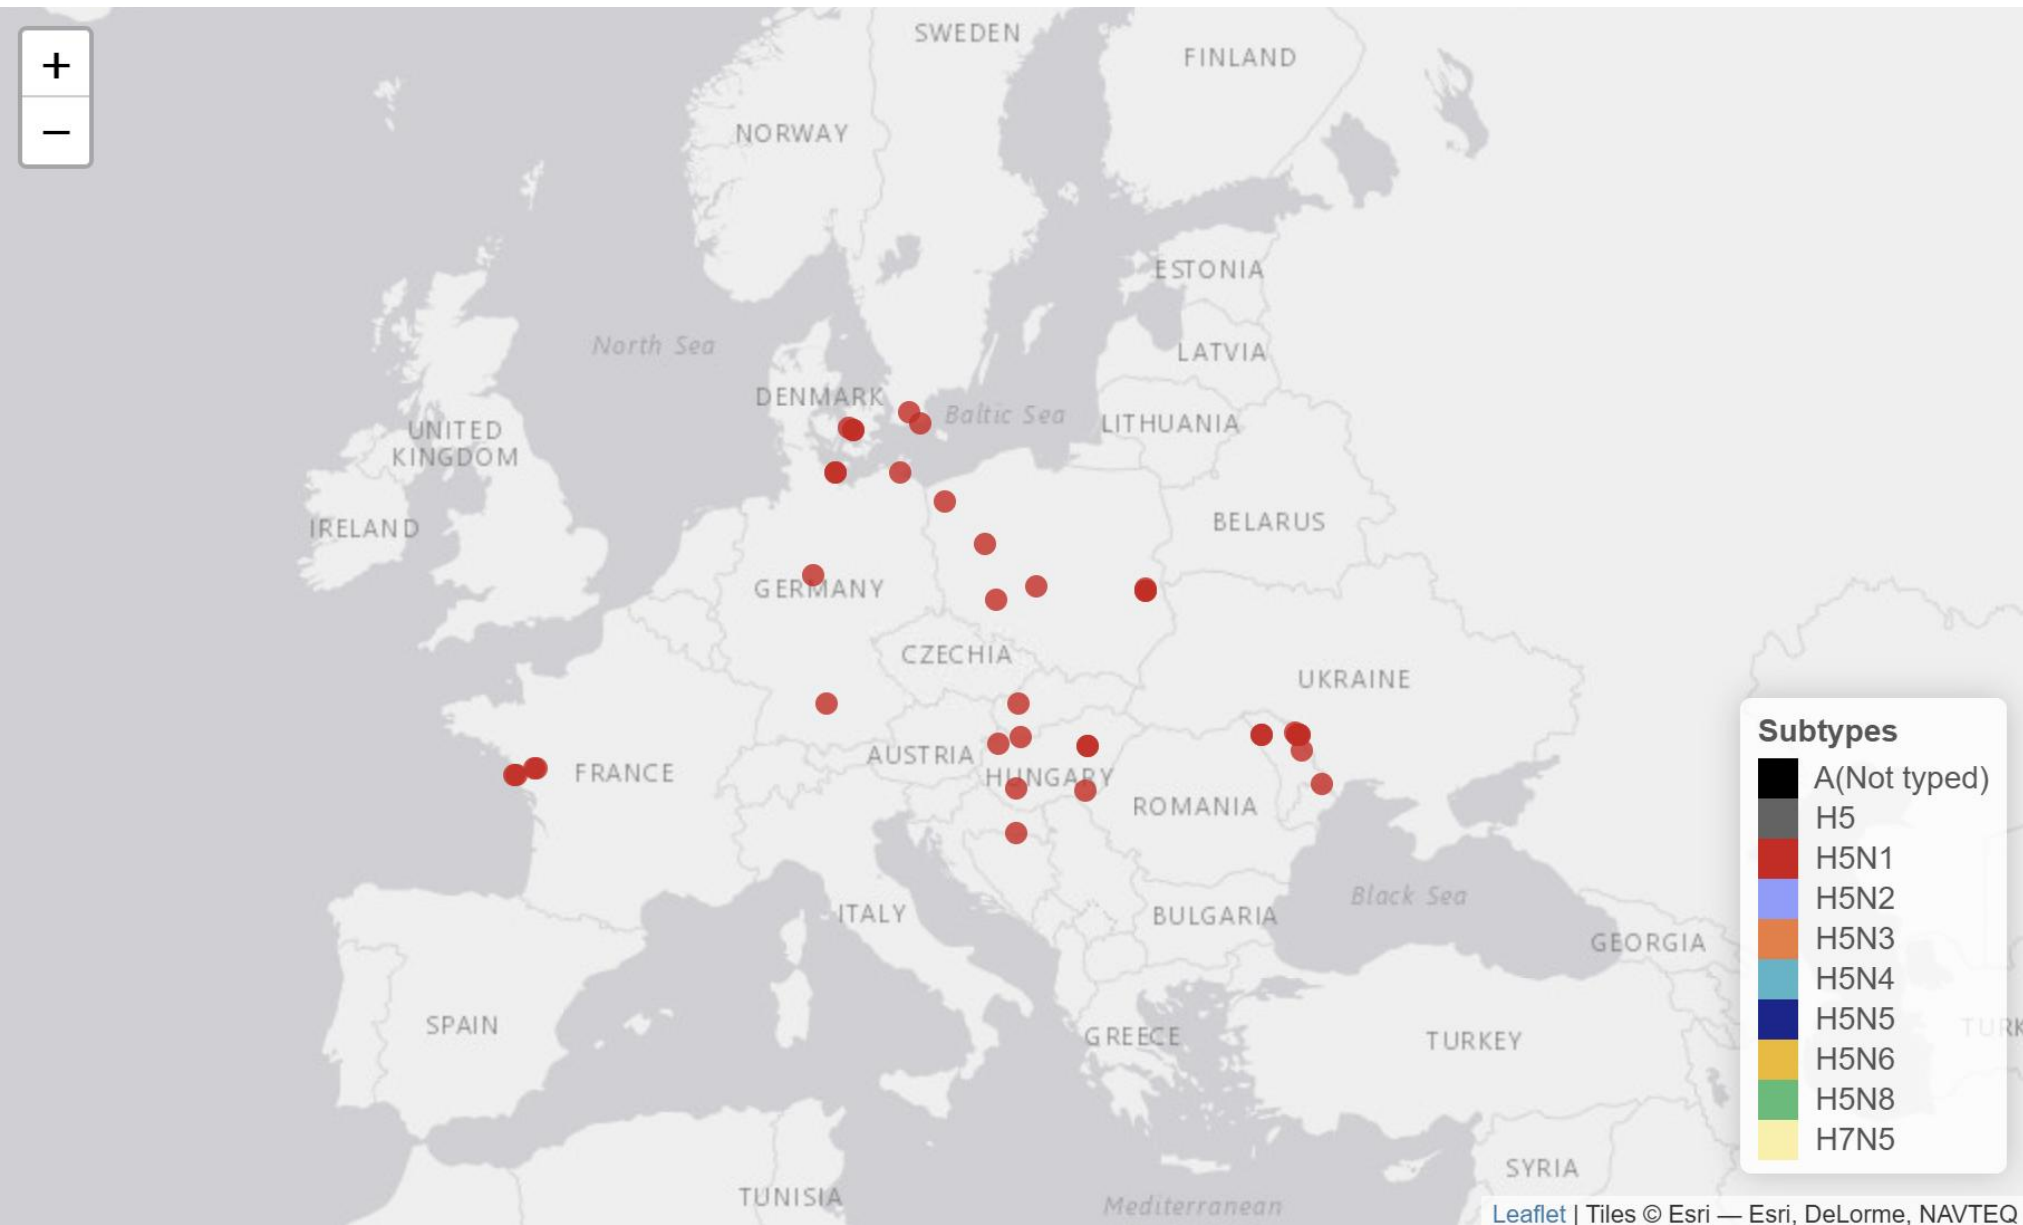 +
−
SWEDEN
FINLAND
NORWAY
ESTONIA
North Sea
LATVIA
DENMARK
Baltic Sea
LITHUANIA
UNITED
KINGDOM
IRELAND
BELARUS
GERMANY
CZECHIA
UKRAINE
AUSTRIA
FRANCE
HUNGARY
ROMANIA
Black Sea
ITALY
BULGARIA
GEORGIA
SPAIN
GREECE
TURKEY
TURK
SYRIA
TUNISIA
Mediterranean
Subtypes
A(Not typed)
H5
H5N1
H5N2
H5N3
H5N4
H5N5
H5N6
H5N8
H7N5
Leaflet | Tiles © Esri — Esri, DeLorme, NAVTEQ